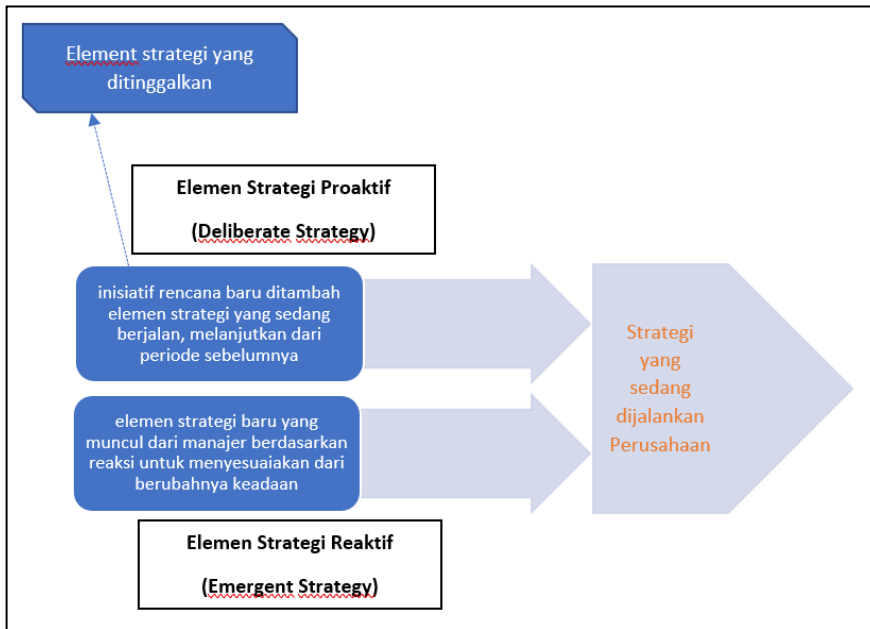 Element strategi yang
ditinggalkan
Elemen Strategi Proaktif
(Deliberate Strategy)
inisiatif rencana baru ditambah
elemen strategi yang sedang
berjalan, melanjutkan dari
periode sebelumnya
Strategi
yang
sedang
dijalankan
Perusahaan
elemen strategi baru yang
muncul dari manajer berdasarkan
reaksi untuk menyesuaiakan dari
berubahnya keadaan
Elemen Strategi Reaktif
(Emergent Strategy)